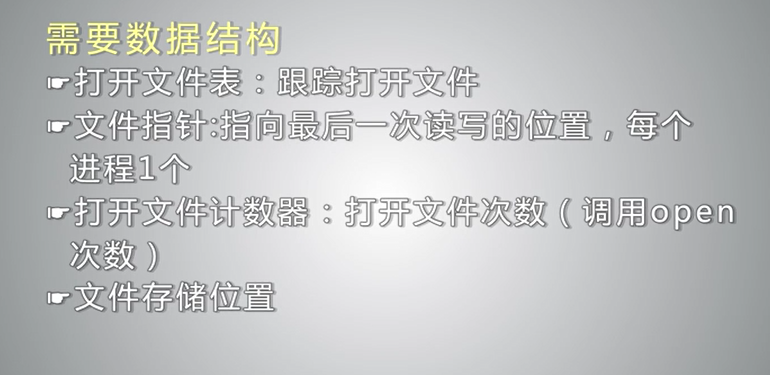 需要数据结构
☛打开文件表：跟踪打开文件
☛文件指针:指向最后一次读写的位置，每个
进程1个
☛打开文件计数器：打开文件次数（调用open
次数）
☛文件存储位置